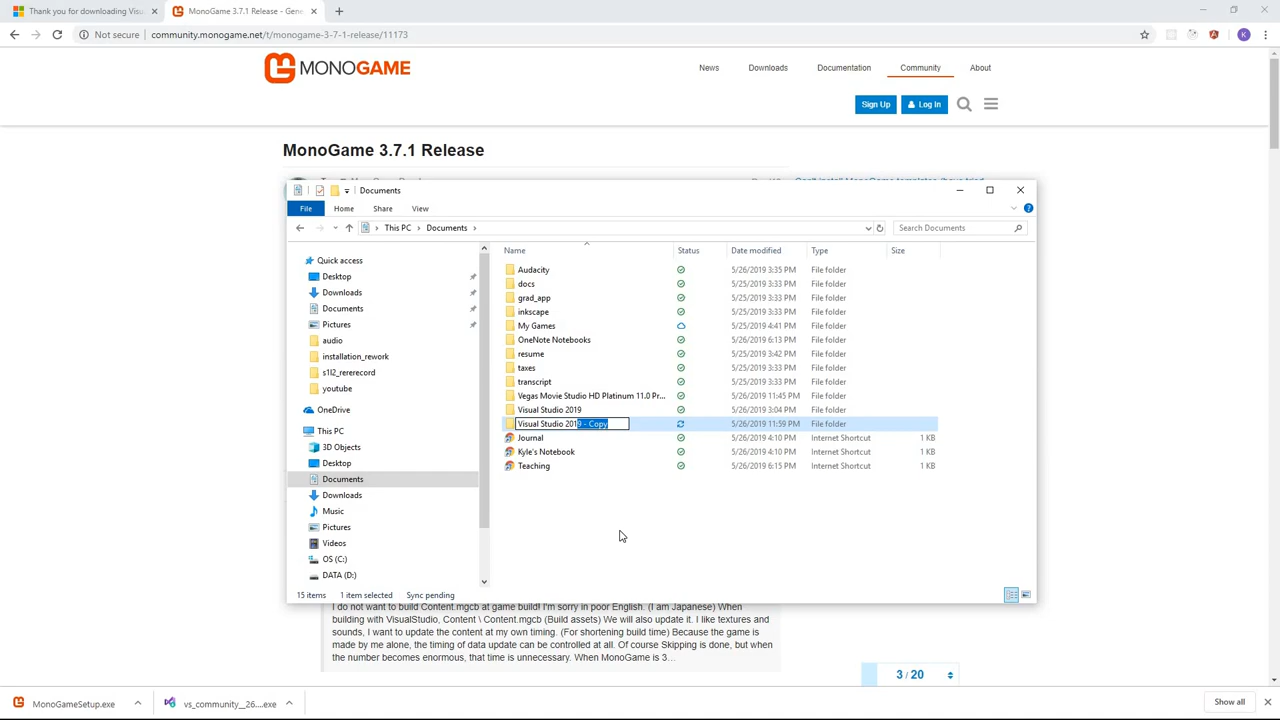 Thank you for downloading Visu
MonoGame 3.7.1 Release - Gene
Not secure | community.monogame.net/t/monogame-3-7-1-release/11173
K
MONOGAME
News Downloads Documentation Community About
Sign Up Log In
MonoGame 3.7.1 Release
Documents
File Home Share View
This PC > Documents >
Search Documents
Name Status Date modified Type Size
Quick access
Desktop
Downloads
Documents
Pictures
audio
installation_rework
s1l2_rererecord
youtube
OneDrive
This PC
3D Objects
Desktop
Documents
Downloads
Music
Pictures
Videos
OS (C:)
DATA (D:)
Audacity 5/26/2019 3:35 PM File folder
docs 5/25/2019 3:33 PM File folder
grad_app 5/25/2019 3:33 PM File folder
inkscape 5/25/2019 3:33 PM File folder
My Games 5/25/2019 4:41 PM File folder
OneNote Notebooks 5/26/2019 6:13 PM File folder
resume 5/25/2019 3:42 PM File folder
taxes 5/25/2019 3:33 PM File folder
transcript 5/25/2019 3:33 PM File folder
Vegas Movie Studio HD Platinum 11.0 Pr... 5/26/2019 11:45 PM File folder
Visual Studio 2019 5/26/2019 3:04 PM File folder
Visual Studio 2019 - Copy 5/26/2019 11:59 PM File folder
Journal 5/26/2019 4:10 PM Internet Shortcut 1 KB
Kyle's Notebook 5/26/2019 4:10 PM Internet Shortcut 1 KB
Teaching 5/26/2019 6:15 PM Internet Shortcut 1 KB
15 items 1 item selected Sync pending
I do not want to build Content.mgcb at game build! I'm sorry in poor English. (I am Japanese) When
building with VisualStudio, Content \ Content.mgcb (Build assets) We will also update it. I like textures and
sounds, I want to update the content at my own timing. (For shortening build time) Because the game is
made by me alone, the timing of data update can be controlled at all. Of course Skipping is done, but when
the number becomes enormous, that time is unnecessary. When MonoGame is 3...
3 / 20
MonoGameSetup.exe
vs_community__26....exe
Show all